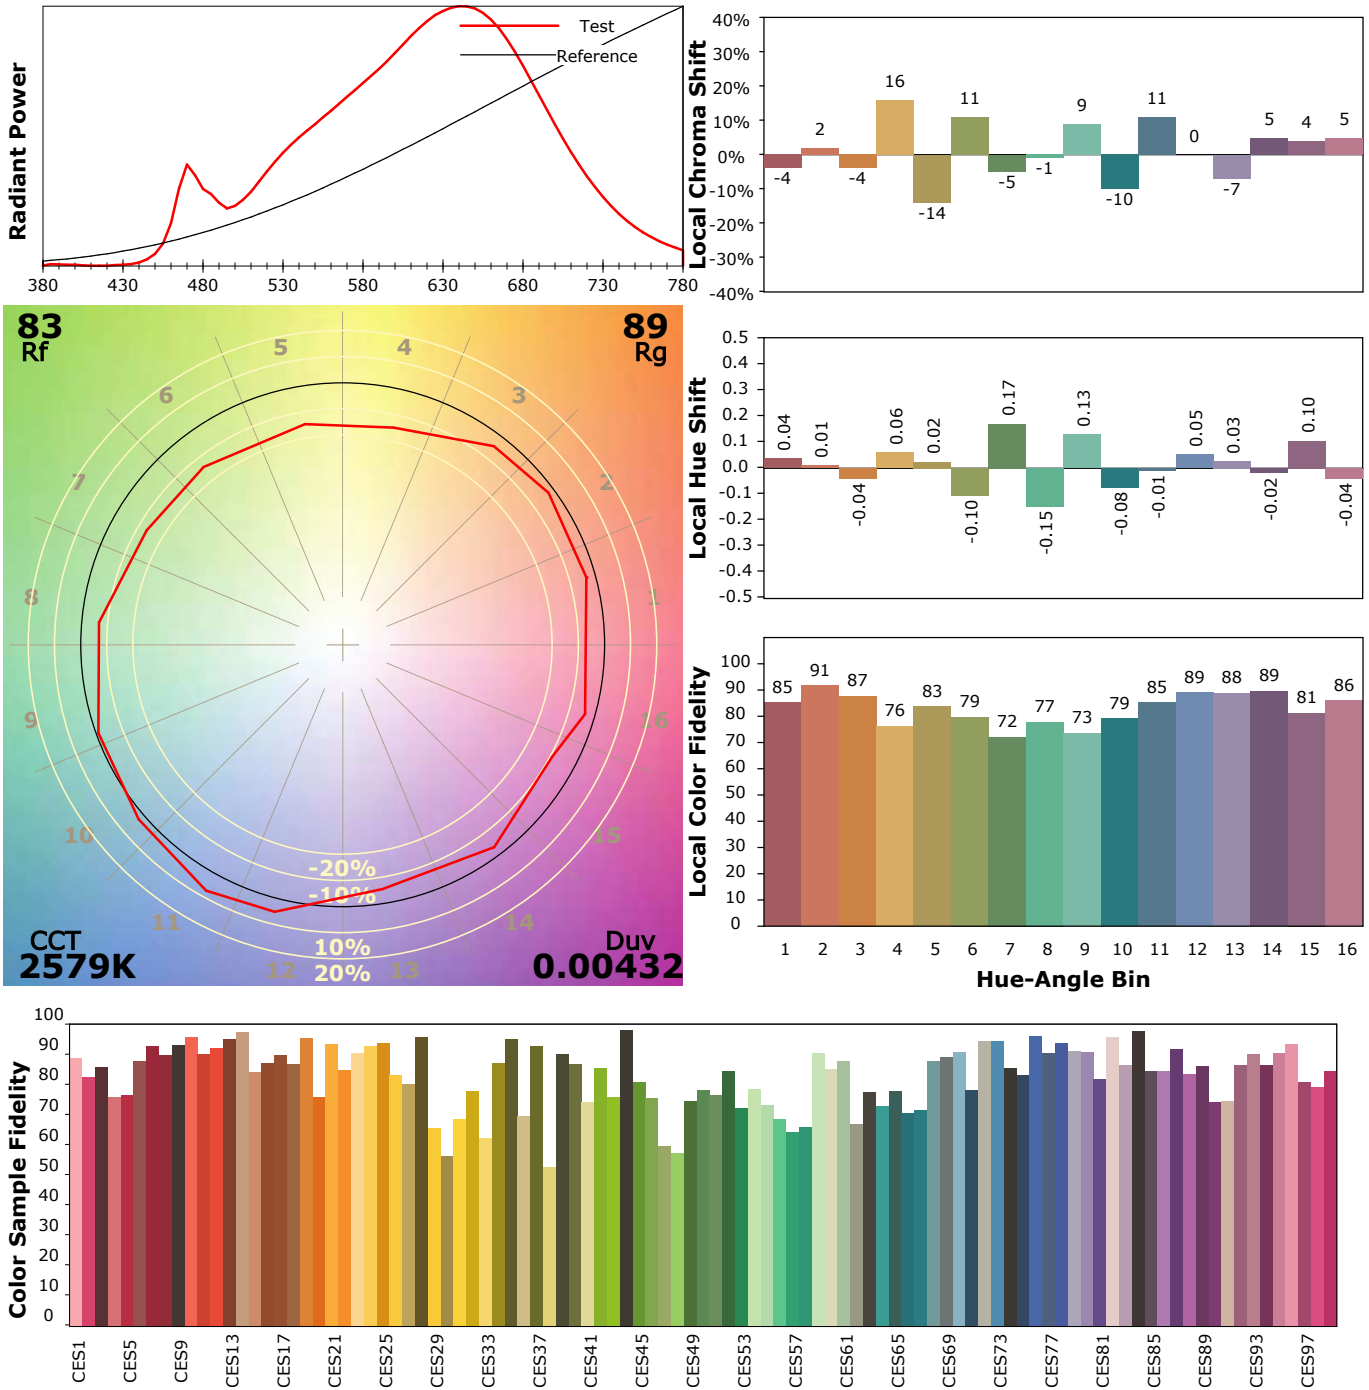 Radiant Power
Test
Reference
380 430 480 530 580 630 680 730 780
Local Chroma Shift
40%
30%
20%
10%
0%
-10%
-20%
-30%
-40%
-4 2 -4 16 -14 11 -5 -1 9 -10 11 0 -7 5 4 5
83
Rf
89
Rg
CCT
2579K
Duv
0.00432
1 2 3 4 5 6 7 8 9 10 11 12 13 14 15 16
-20%
-10%
10%
20%
Local Hue Shift
0.5
0.4
0.3
0.2
0.1
0.0
-0.1
-0.2
-0.3
-0.4
-0.5
0.04 0.01 -0.04 0.06 0.02 -0.10 0.17 -0.15 0.13 -0.08 -0.01 0.05 0.03 -0.02 0.10 -0.04
Local Color Fidelity
100
90
80
70
60
50
40
30
20
10
0
85 91 87 76 83 79 72 77 73 79 85 89 88 89 81 86
1 2 3 4 5 6 7 8 9 10 11 12 13 14 15 16
Hue-Angle Bin
Color Sample Fidelity
100
90
80
70
60
50
40
30
20
10
0
CES1 CES5 CES9 CES13 CES17 CES21 CES25 CES29 CES33 CES37 CES41 CES45 CES49 CES53 CES57 CES61 CES65 CES69 CES73 CES77 CES81 CES85 CES89 CES93 CES97